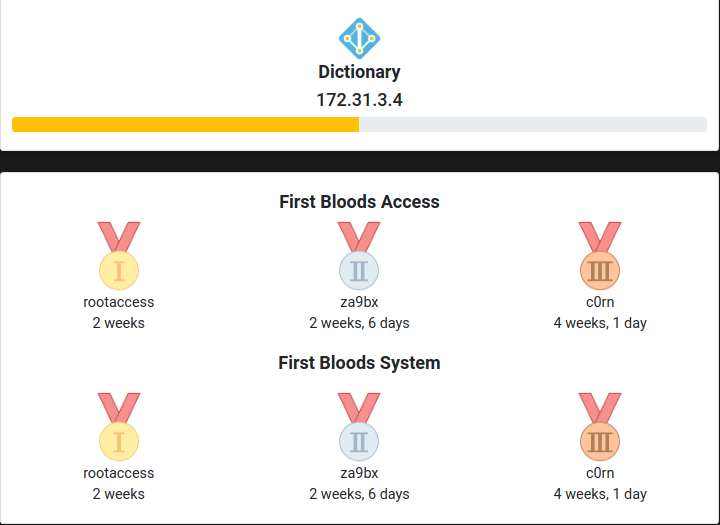 Dictionary
172.31.3.4
First Bloods Access
I II III
rootaccess za9bx c0rn
2 weeks 2 weeks, 6 days 4 weeks, 1 day
First Bloods System
I II III
rootaccess za9bx c0rn
2 weeks 2 weeks, 6 days 4 weeks, 1 day